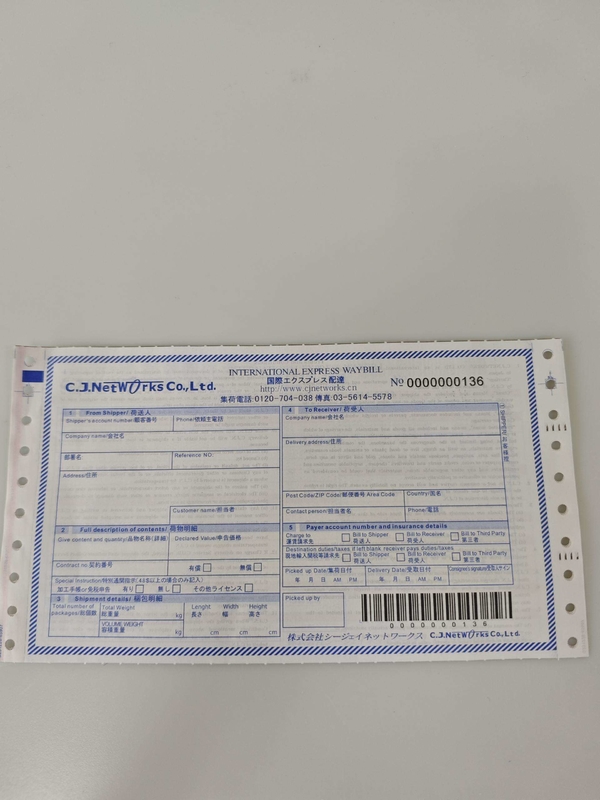 INTERNATIONAL EXPRESS WAYBILL
C.J.NetWOrks Co.,Ltd.
国際エクスプレス配達
http://www.cjnetworks.cn
№ 0000000136
集荷電話:0120-704-038 傳真:03-5614-5578
1 From Shipper/荷送人
Shipper's account number/顧客番号
Phone/依頼主電話
Company name/会社名
部署名
Reference NO.
Address/住所
Customer name/担当者
2 Full description of contents/荷物明細
Give content and quantity/品物名称(詳細)
Declared Value/申告価格
Contract no 契約番号
有償 □ 無償 □
Special instruction/特別通関指示(44S以上の場合のみ記入)
加工手帳or免税申告 有り □ 無し □ その他ライセンス □
3 Shipment details/梱包明細
Total number of packages/総個数
Total Weight 総重量 kg
VOLUME WEIGHT 容積重量 kg
Lenght Width Height
長さ 幅 高さ
cm cm cm
4 To Receiver/荷受人
Company name/会社名
Delivery address/住所
Post Code/ZIP Code/郵便番号 Area Code
Country/国名
Contact person/担当者名
Phone/電話
5 Payer account number and insurance details
Charge to 運賃請求先
□ Bill to Shipper 荷送人
□ Bill to Receiver 荷受人
□ Bill to Third Party 第三者
Destination duties/taxes if left blank receiver pays duties/taxes
現地輸入関税等請求先
□ Bill to Shipper 荷送人
□ Bill to Receiver 荷受人
□ Bill to Third Party 第三者
Picked up Date/集荷日付
年 月 日 AM PM
Delivery Date/受取日付
年 月 日 AM PM
Consignee's signature/受取人サイン
Picked up by
0000000136
株式会社シージェイネットワークス C.J.NetWOrks Co.,Ltd.